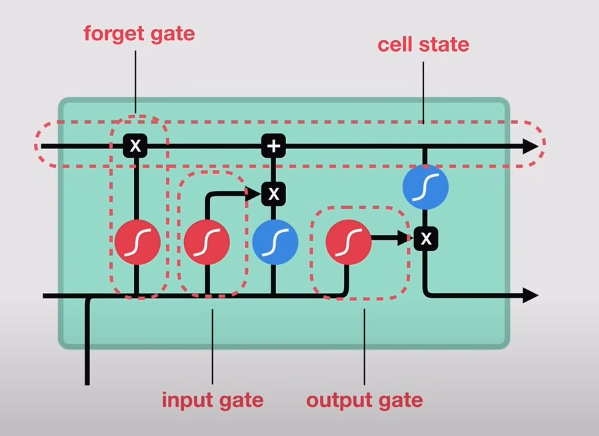 forget gate
cell state
X
+
X
X
input gate
output gate